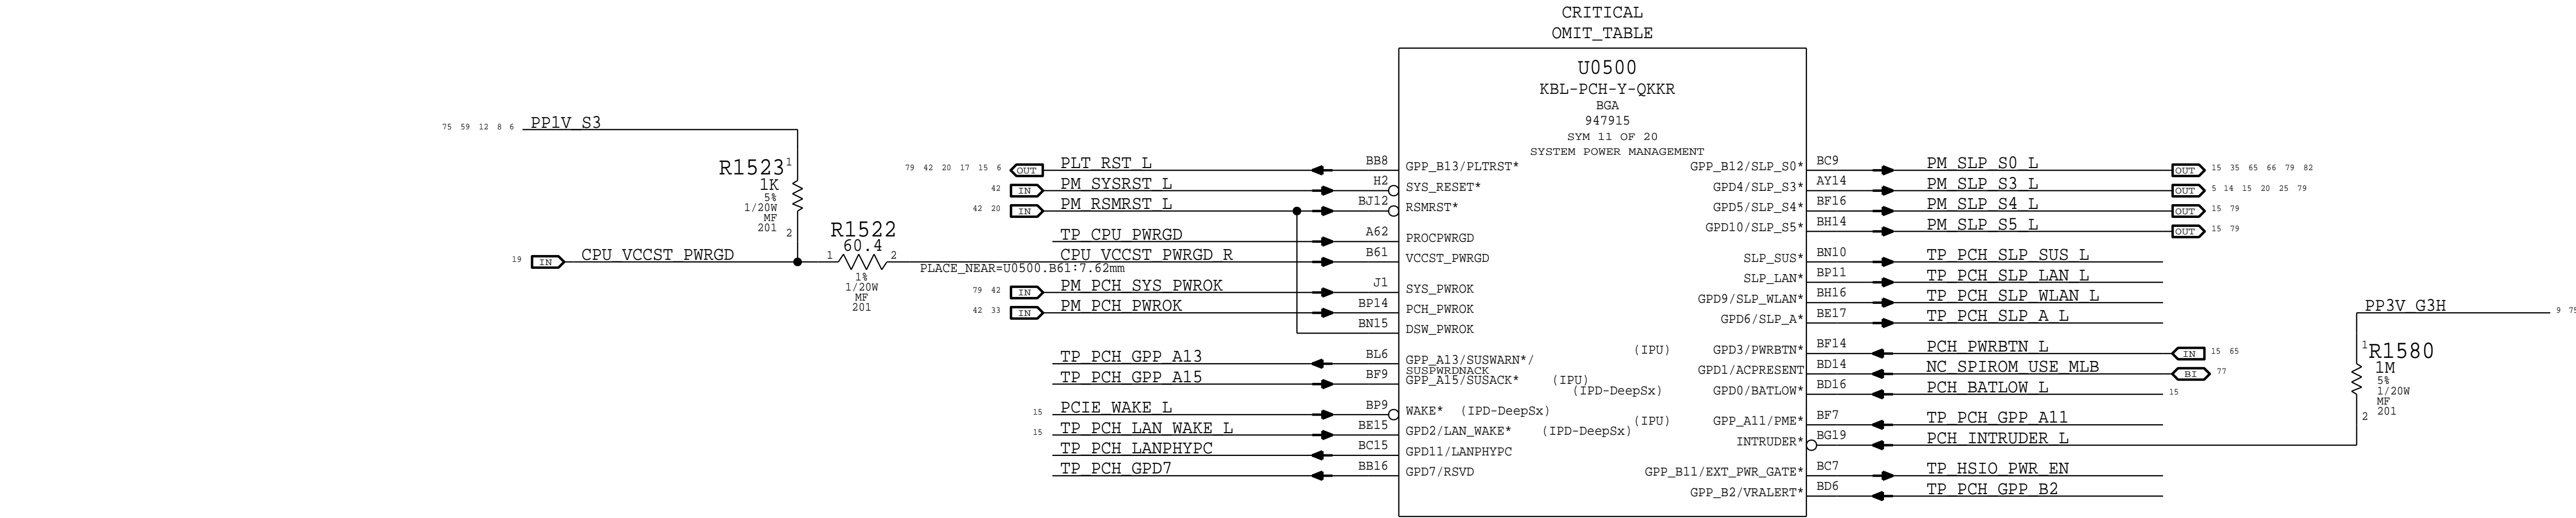 CRITICAL
OMIT_TABLE
U0500
KBL-PCH-Y-QKKR
BGA
947915
SYM 11 OF 20
SYSTEM POWER MANAGEMENT
75 59 12 8 6 PP1V_S3
R1523 1
1K
5%
1/20W
MF
201
2
R1522
1 60.4 2
1%
1/20W
MF
201
19 IN CPU_VCCST_PWRGD
79 42 20 17 15 6 OUT PLT_RST_L BB8 GPP_B13/PLTRST*
42 IN PM_SYSRST_L H2 SYS_RESET*
42 20 IN PM_RSMRST_L BJ12 RSMRST*
TP_CPU_PWRGD A62 PROCPWRGD
CPU_VCCST_PWRGD_R B61 VCCST_PWRGD
PLACE_NEAR=U0500.B61:7.62mm
79 42 IN PM_PCH_SYS_PWROK J1 SYS_PWROK
42 33 IN PM_PCH_PWROK BP14 PCH_PWROK
BN15 DSW_PWROK
TP_PCH_GPP_A13 BL6 GPP_A13/SUSWARN*/
SUSPWRDNACK
TP_PCH_GPP_A15 BF9 GPP_A15/SUSACK* (IPU)
15 PCIE_WAKE_L BP9 WAKE* (IPD-DeepSx)
15 TP_PCH_LAN_WAKE_L BE15 GPD2/LAN_WAKE* (IPD-DeepSx)
TP_PCH_LANPHYPC BC15 GPD11/LANPHYPC
TP_PCH_GPD7 BB16 GPD7/RSVD
GPP_B12/SLP_S0* BC9 PM_SLP_S0_L OUT 15 35 65 66 79 82
GPD4/SLP_S3* AY14 PM_SLP_S3_L OUT 5 14 15 20 25 79
GPD5/SLP_S4* BF16 PM_SLP_S4_L OUT 15 79
GPD10/SLP_S5* BH14 PM_SLP_S5_L OUT 15 79
SLP_SUS* BN10 TP_PCH_SLP_SUS_L
SLP_LAN* BP11 TP_PCH_SLP_LAN_L
GPD9/SLP_WLAN* BH16 TP_PCH_SLP_WLAN_L
GPD6/SLP_A* BE17 TP_PCH_SLP_A_L
(IPU) GPD3/PWRBTN* BF14 PCH_PWRBTN_L IN 15 65
GPD1/ACPRESENT BD14 NC_SPIROM_USE_MLB BI 77
(IPD-DeepSx) GPD0/BATLOW* BD16 PCH_BATLOW_L 15
(IPU) GPP_A11/PME* BF7 TP_PCH_GPP_A11
INTRUDER* BG19 PCH_INTRUDER_L
GPP_B11/EXT_PWR_GATE* BC7 TP_HSIO_PWR_EN
GPP_B2/VRALERT* BD6 TP_PCH_GPP_B2
PP3V_G3H 9 75
1 R1580
1M
5%
1/20W
MF
2 201